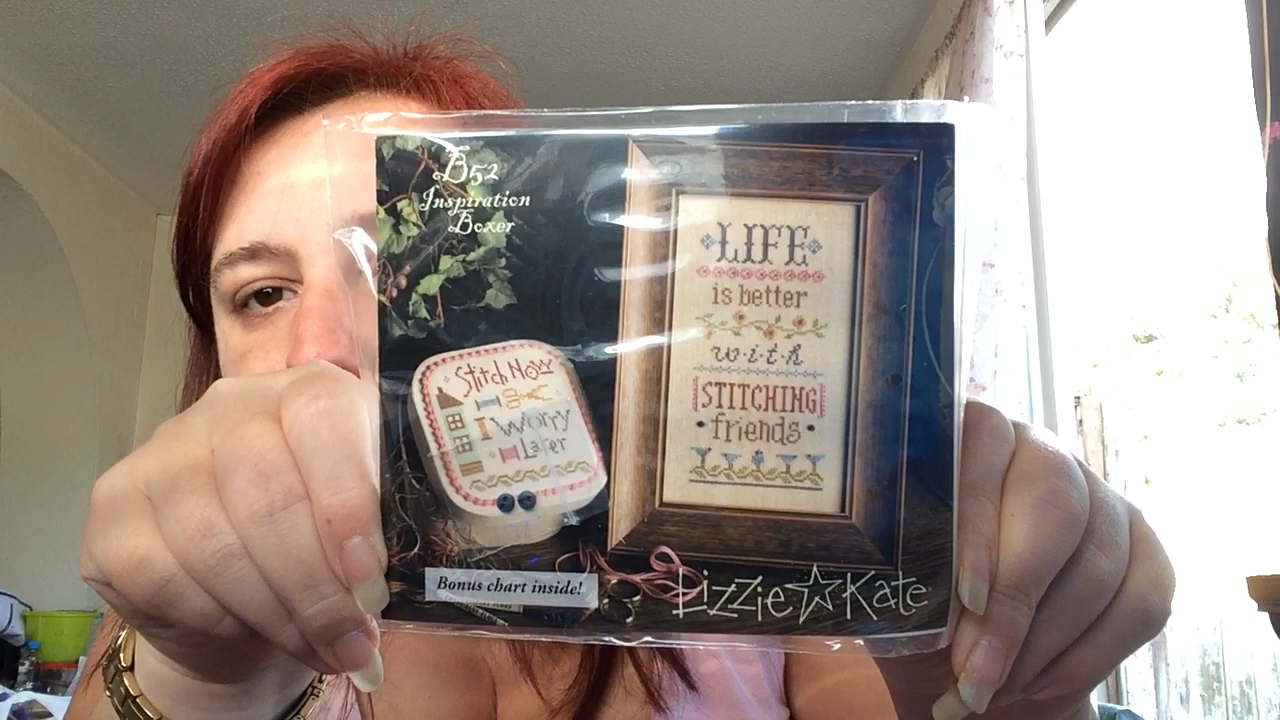 B52
Inspiration
Boxer
LIFE
is better
with
STITCHING
friends
Stitch Now
Worry
Later
Bonus chart inside!
Lizzie Kate